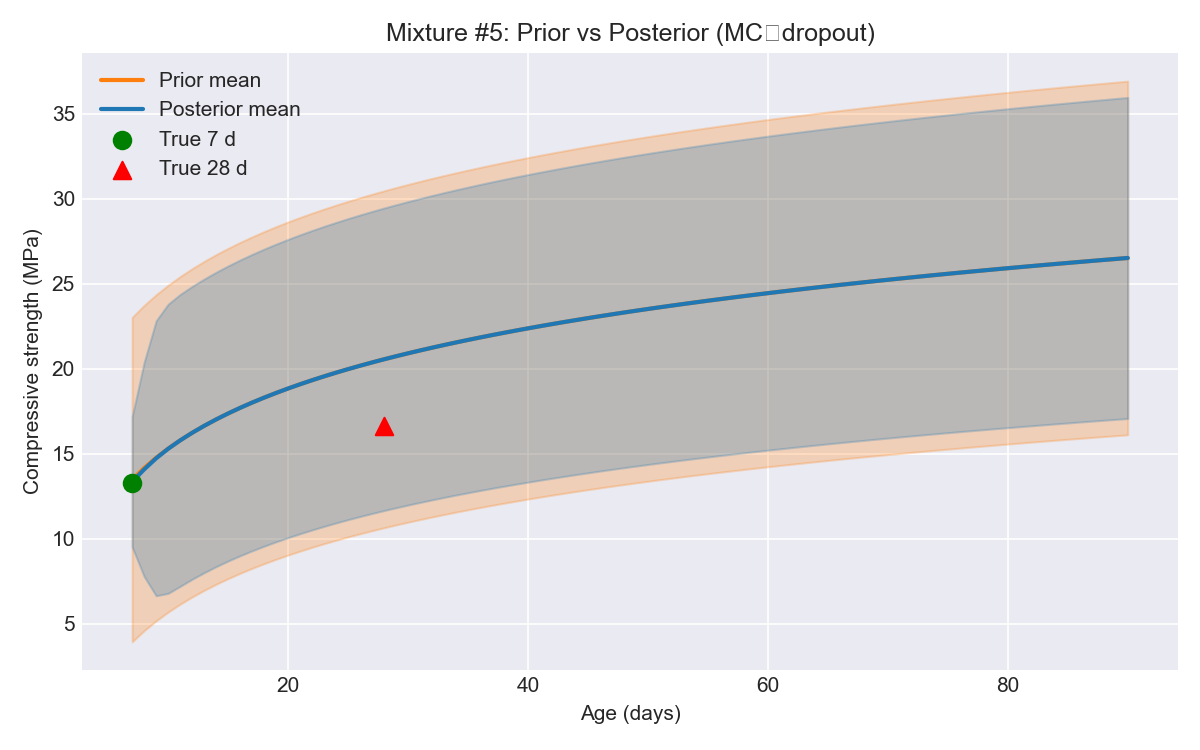 Mixture #5: Prior vs Posterior (MC□dropout)
Prior mean
Posterior mean
True 7 d
True 28 d
35
30
25
20
15
10
5
Compressive strength (MPa)
20
40
60
80
Age (days)